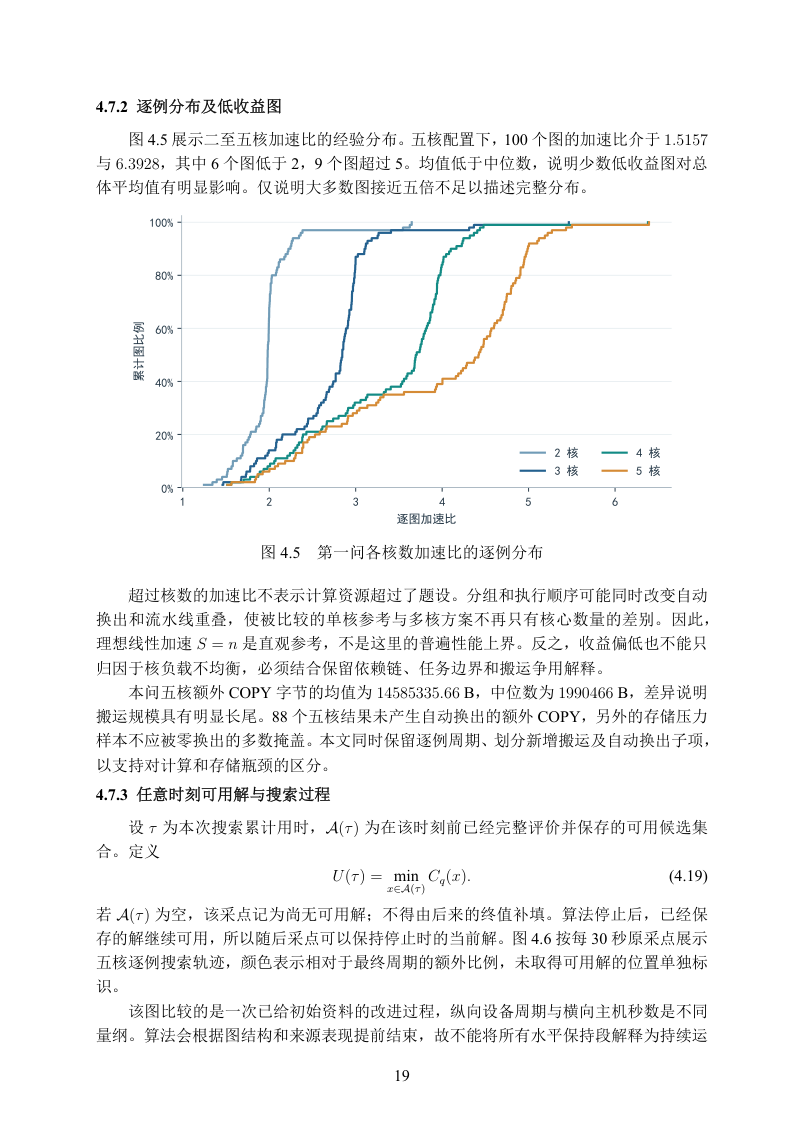 4.7.2 逐例分布及低收益图
图 4.5 展示二至五核加速比的经验分布。五核配置下，100 个图的加速比介于 1.5157
与 6.3928，其中 6 个图低于 2，9 个图超过 5。均值低于中位数，说明少数低收益图对总
体平均值有明显影响。仅说明大多数图接近五倍不足以描述完整分布。
100%
80%
60%
40%
20%
0%
累计图比例
1 2 3 4 5 6
逐图加速比
2 核 4 核
3 核 5 核
图 4.5 第一问各核数加速比的逐例分布
超过核数的加速比不表示计算资源超过了题设。分组和执行顺序可能同时改变自动
换出和流水线重叠，使被比较的单核参考与多核方案不再只有核心数量的差别。因此，
理想线性加速 S = n 是直观参考，不是这里的普遍性能上界。反之，收益偏低也不能只
归因于核负载不均衡，必须结合保留依赖链、任务边界和搬运争用解释。
本问五核额外 COPY 字节的均值为 14585335.66 B，中位数为 1990466 B，差异说明
搬运规模具有明显长尾。88 个五核结果未产生自动换出的额外 COPY，另外的存储压力
样本不应被零换出的多数掩盖。本文同时保留逐例周期、划分新增搬运及自动换出子项，
以支持对计算和存储瓶颈的区分。
4.7.3 任意时刻可用解与搜索过程
设 τ 为本次搜索累计用时，𝒜(τ) 为在该时刻前已经完整评价并保存的可用候选集
合。定义
U(τ) = min_{x∈𝒜(τ)} C_q(x). (4.19)
若 𝒜(τ) 为空，该采点记为尚无可用解；不得由后来的终值补填。算法停止后，已经保
存的解继续可用，所以随后采点可以保持停止时的当前解。图 4.6 按每 30 秒原采点展示
五核逐例搜索轨迹，颜色表示相对于最终周期的额外比例，未取得可用解的位置单独标
识。
该图比较的是一次已给初始资料的改进过程，纵向设备周期与横向主机秒数是不同
量纲。算法会根据图结构和来源表现提前结束，故不能将所有水平保持段解释为持续运
19